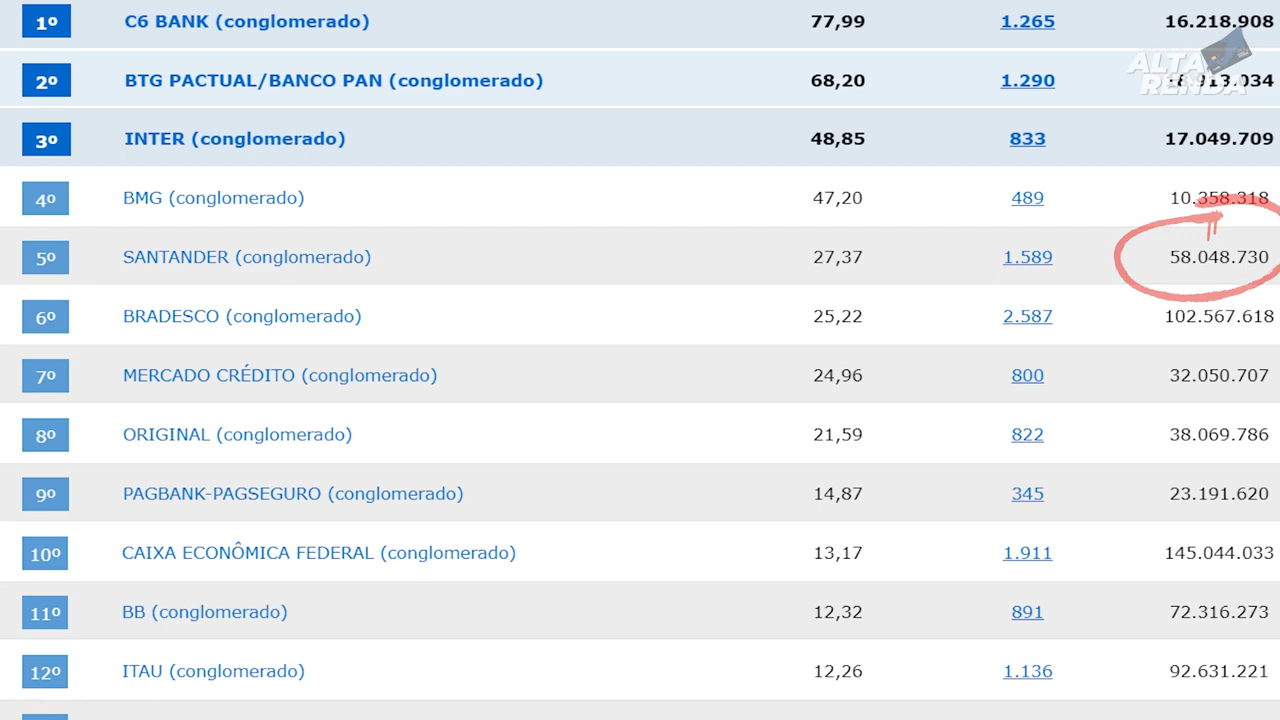 1º C6 BANK (conglomerado) 77,99 1.265 16.218.908
2º BTG PACTUAL/BANCO PAN (conglomerado) 68,20 1.290
ALTA
RENDA
3º INTER (conglomerado) 48,85 833 17.049.709
4º BMG (conglomerado) 47,20 489 10.358.318
5º SANTANDER (conglomerado) 27,37 1.589 58.048.730
6º BRADESCO (conglomerado) 25,22 2.587 102.567.618
7º MERCADO CRÉDITO (conglomerado) 24,96 800 32.050.707
8º ORIGINAL (conglomerado) 21,59 822 38.069.786
9º PAGBANK-PAGSEGURO (conglomerado) 14,87 345 23.191.620
10º CAIXA ECONÔMICA FEDERAL (conglomerado) 13,17 1.911 145.044.033
11º BB (conglomerado) 12,32 891 72.316.273
12º ITAU (conglomerado) 12,26 1.136 92.631.221